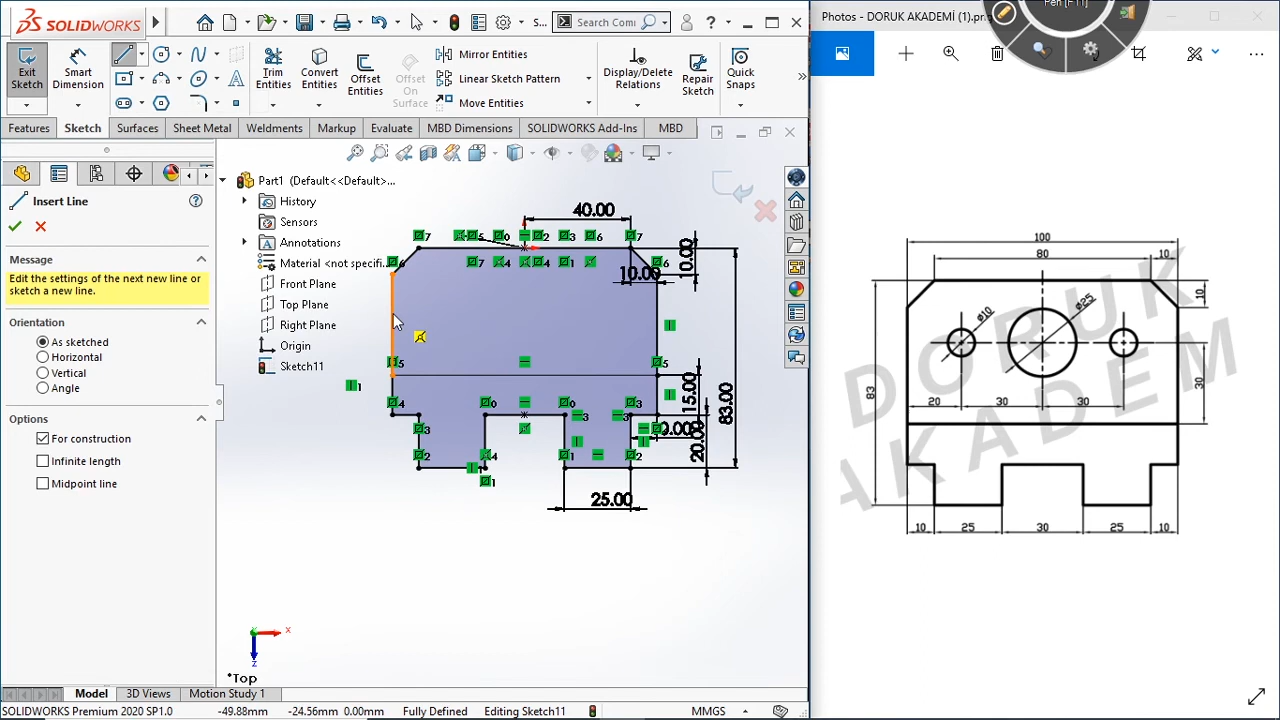 SOLIDWORKS
S...
Search Com
?
Photos - DORUK AKADEMİ (1).pn
Pen [F11]
Exit Sketch
Smart Dimension
Trim Entities
Convert Entities
Offset Entities
Offset On Surface
Mirror Entities
Linear Sketch Pattern
Move Entities
Display/Delete Relations
Repair Sketch
Quick Snaps
Features
Sketch
Surfaces
Sheet Metal
Weldments
Markup
Evaluate
MBD Dimensions
SOLIDWORKS Add-Ins
MBD
Insert Line
Message
Edit the settings of the next new line or
sketch a new line.
Orientation
As sketched
Horizontal
Vertical
Angle
Options
For construction
Infinite length
Midpoint line
Part1 (Default<<Default>...
History
Sensors
Annotations
Material <not specifi
Front Plane
Top Plane
Right Plane
Origin
Sketch11
40.00
10.00
10.00
15.00
83.00
0.00
20.00
25.00
x
z
*Top
100
80
10
10
Ø10
Ø25
83
30
20
30
30
10
25
30
25
10
DORUK
AKADEM
Model
3D Views
Motion Study 1
SOLIDWORKS Premium 2020 SP1.0
-49.88mm
-24.56mm
0.00mm
Fully Defined
Editing Sketch11
MMGS